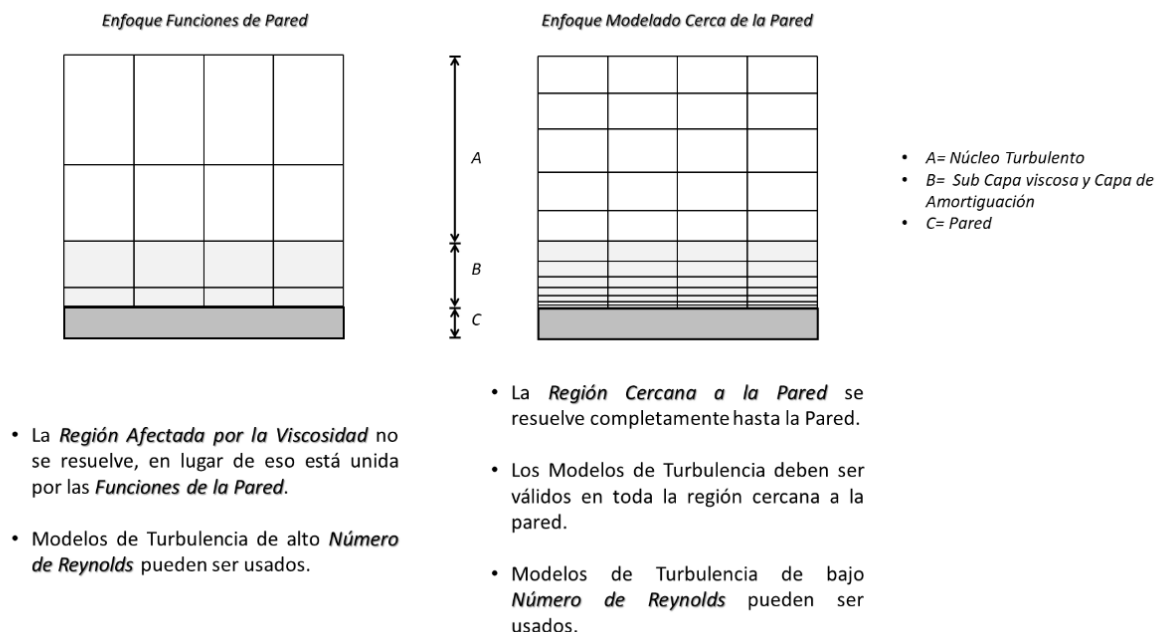 Enfoque Funciones de Pared
Enfoque Modelado Cerca de la Pared
A
B
C
• A= Núcleo Turbulento
• B= Sub Capa viscosa y Capa de
Amortiguación
• C= Pared
• La Región Afectada por la Viscosidad no
se resuelve, en lugar de eso está unida
por las Funciones de la Pared.
• Modelos de Turbulencia de alto Número
de Reynolds pueden ser usados.
• La Región Cercana a la Pared se
resuelve completamente hasta la Pared.
• Los Modelos de Turbulencia deben ser
válidos en toda la región cercana a la
pared.
• Modelos de Turbulencia de bajo
Número de Reynolds pueden ser
usados.